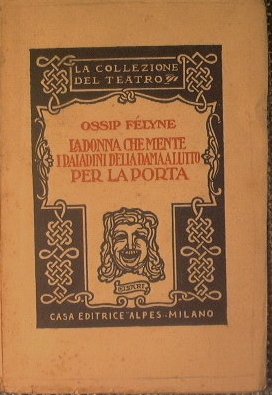 LA COLLEZIONE
DEL TEATRO
OSSIP FÉLYNE
LA DONNA CHE MENTE
I PALADINI DELLA DAMA A LUTTO
PER LA PORTA
CASA EDITRICE "ALPES - MILANO